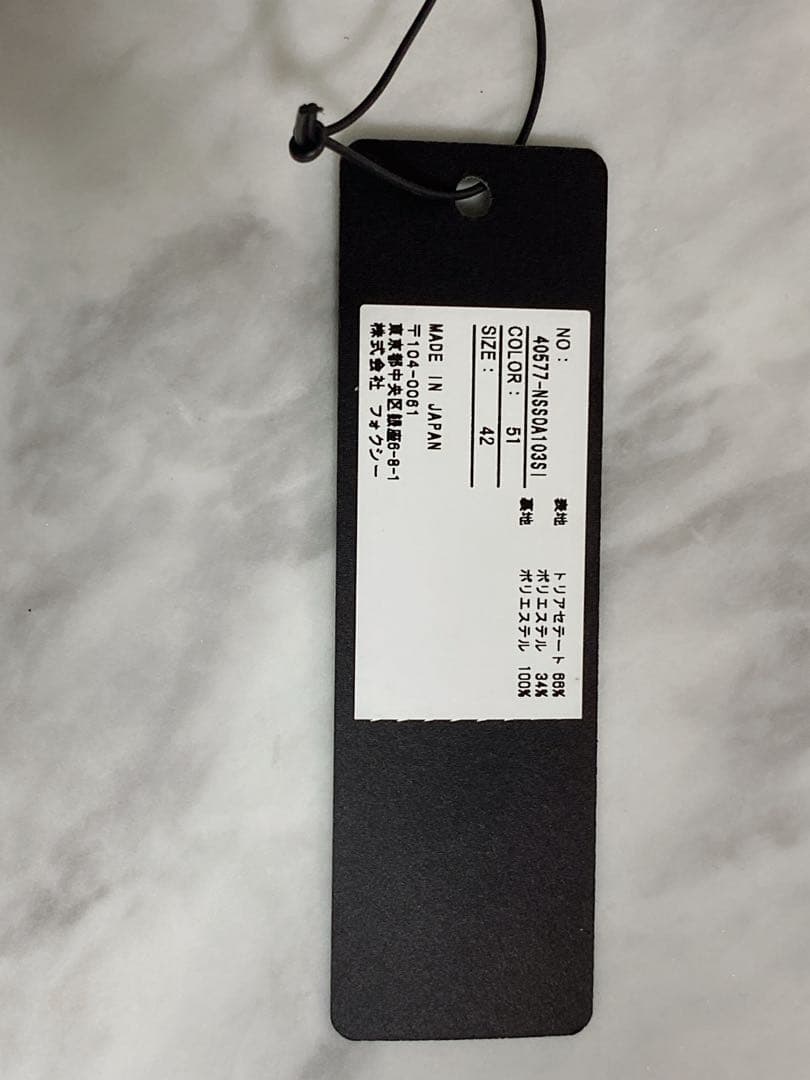 NO:
40577-NSSOA103SI
COLOR: 51
SIZE: 42
表地 トリアセテート 66%
ポリエステル 34%
裏地 ポリエステル 100%
MADE IN JAPAN
〒104-0061
東京都中央区銀座6-8-1
株式会社 フォクシー